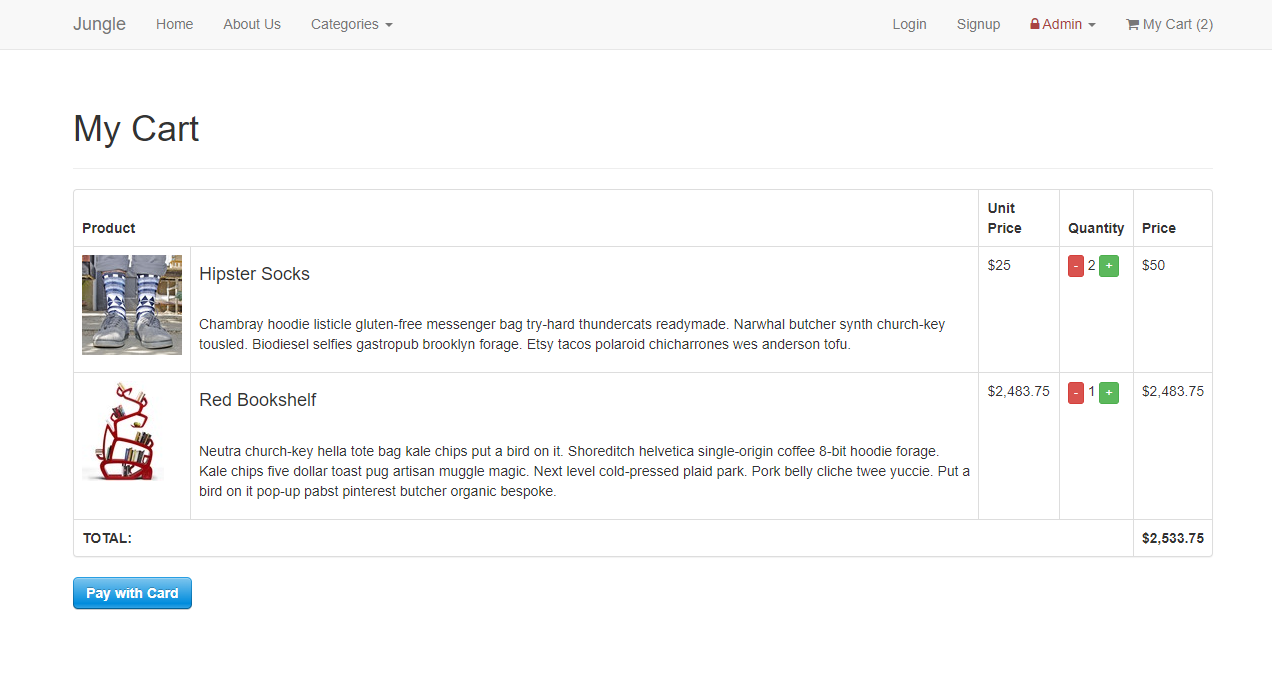 Jungle Home About Us Categories Login Signup Admin My Cart (2)
My Cart
Product Unit Price Quantity Price
Hipster Socks $25 - 2 + $50
Chambray hoodie listicle gluten-free messenger bag try-hard thundercats readymade. Narwhal butcher synth church-key
tousled. Biodiesel selfies gastropub brooklyn forage. Etsy tacos polaroid chicharrones wes anderson tofu.
Red Bookshelf $2,483.75 - 1 + $2,483.75
Neutra church-key hella tote bag kale chips put a bird on it. Shoreditch helvetica single-origin coffee 8-bit hoodie forage.
Kale chips five dollar toast pug artisan muggle magic. Next level cold-pressed plaid park. Pork belly cliche twee yuccie. Put a
bird on it pop-up pabst pinterest butcher organic bespoke.
TOTAL: $2,533.75
Pay with Card